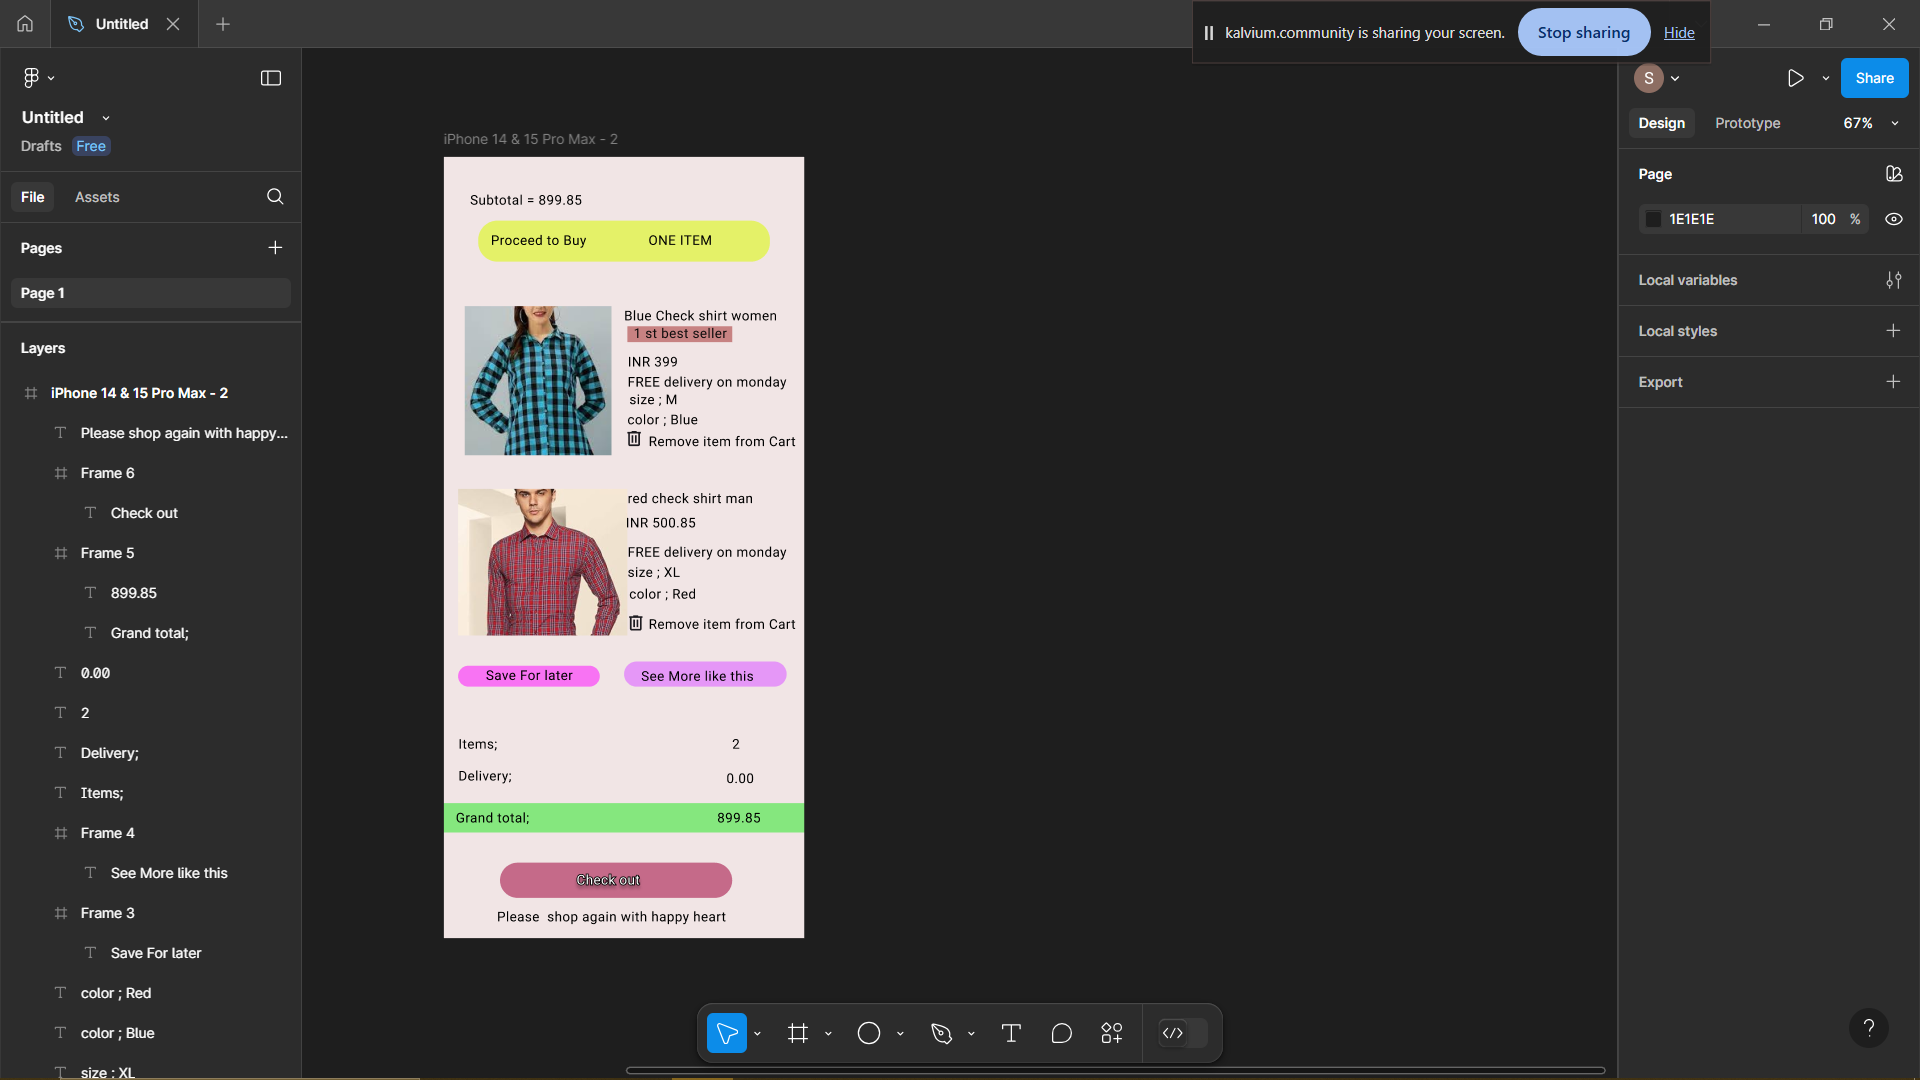 Untitled
kalvium.community is sharing your screen.
Stop sharing
Hide
Untitled
Drafts Free
File Assets
Pages
Page 1
Layers
iPhone 14 & 15 Pro Max - 2
Please shop again with happy...
Frame 6
Check out
Frame 5
899.85
Grand total;
0.00
2
Delivery;
Items;
Frame 4
See More like this
Frame 3
Save For later
color ; Red
color ; Blue
size ; XL
iPhone 14 & 15 Pro Max - 2
Subtotal = 899.85
Proceed to Buy ONE ITEM
Blue Check shirt women
1 st best seller
INR 399
FREE delivery on monday
size ; M
color ; Blue
Remove item from Cart
red check shirt man
INR 500.85
FREE delivery on monday
size ; XL
color ; Red
Remove item from Cart
Save For later See More like this
Items; 2
Delivery; 0.00
Grand total; 899.85
Check out
Please  shop again with happy heart
S
Share
Design Prototype 67%
Page
1E1E1E 100 %
Local variables
Local styles
Export
?